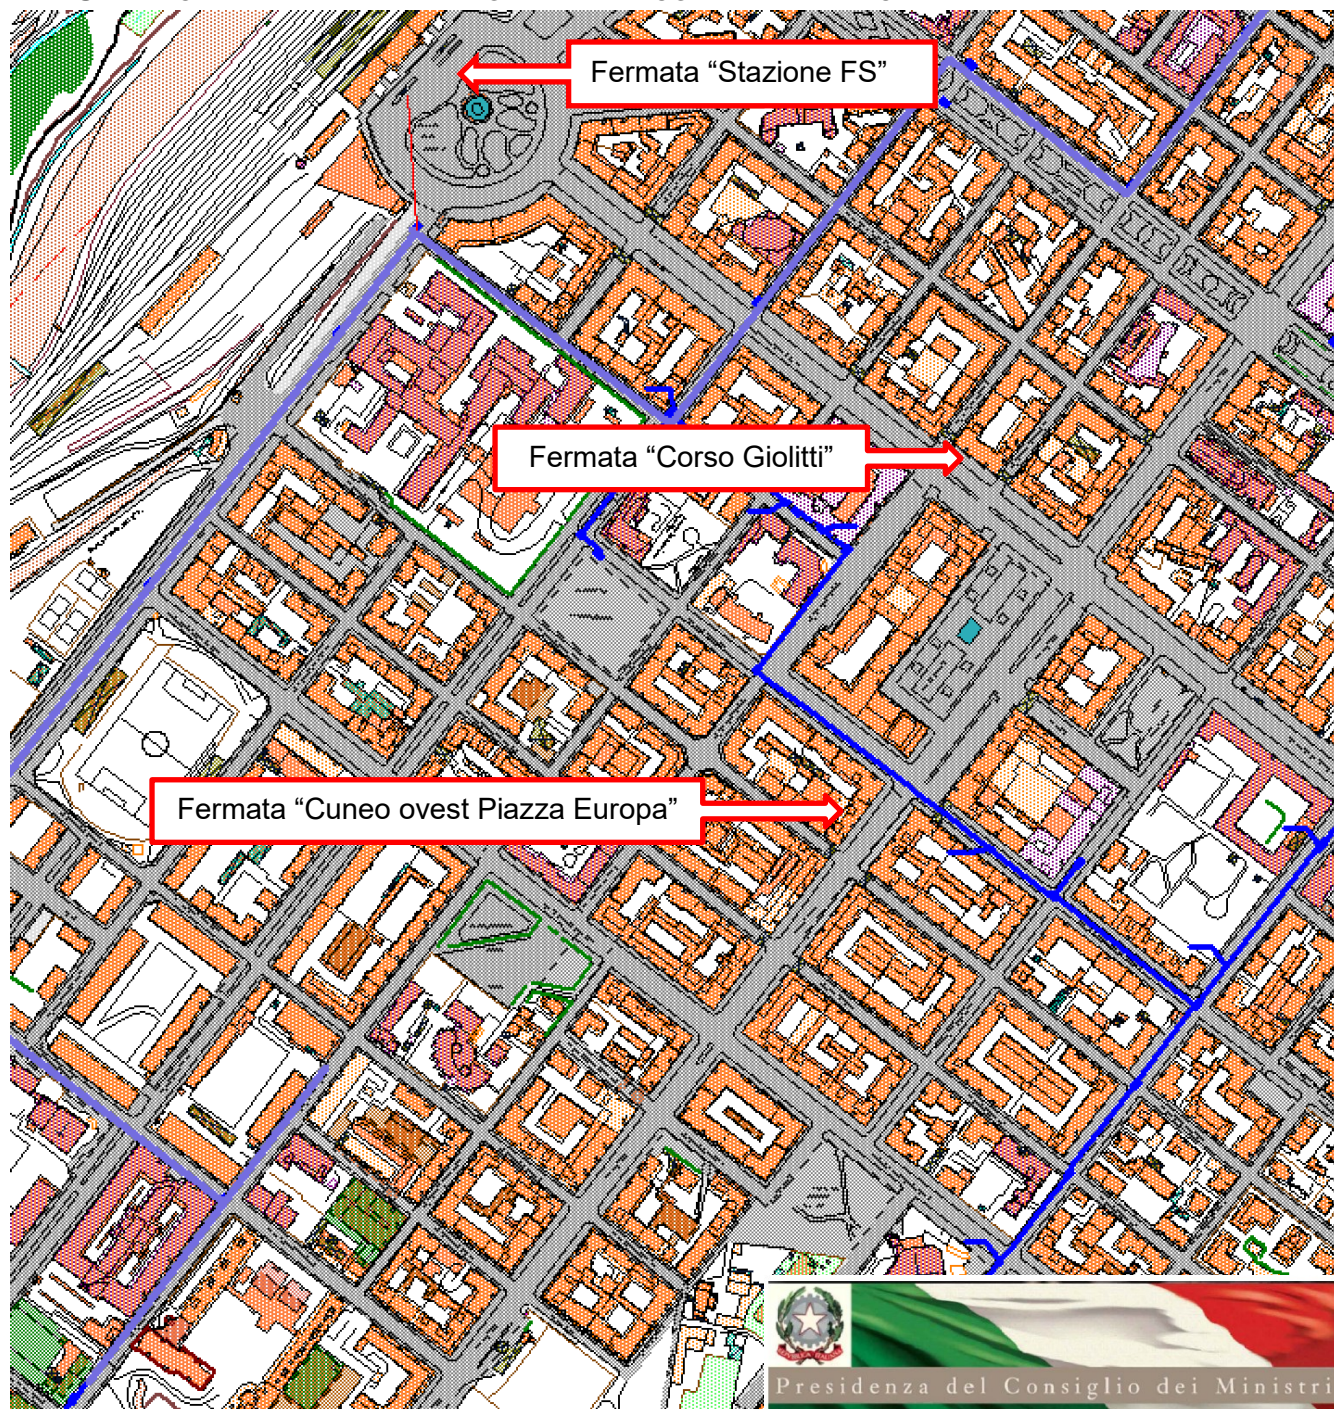 Fermata “Stazione FS”
Fermata “Corso Giolitti”
Fermata “Cuneo ovest Piazza Europa”
Presidenza del Consiglio dei Ministri